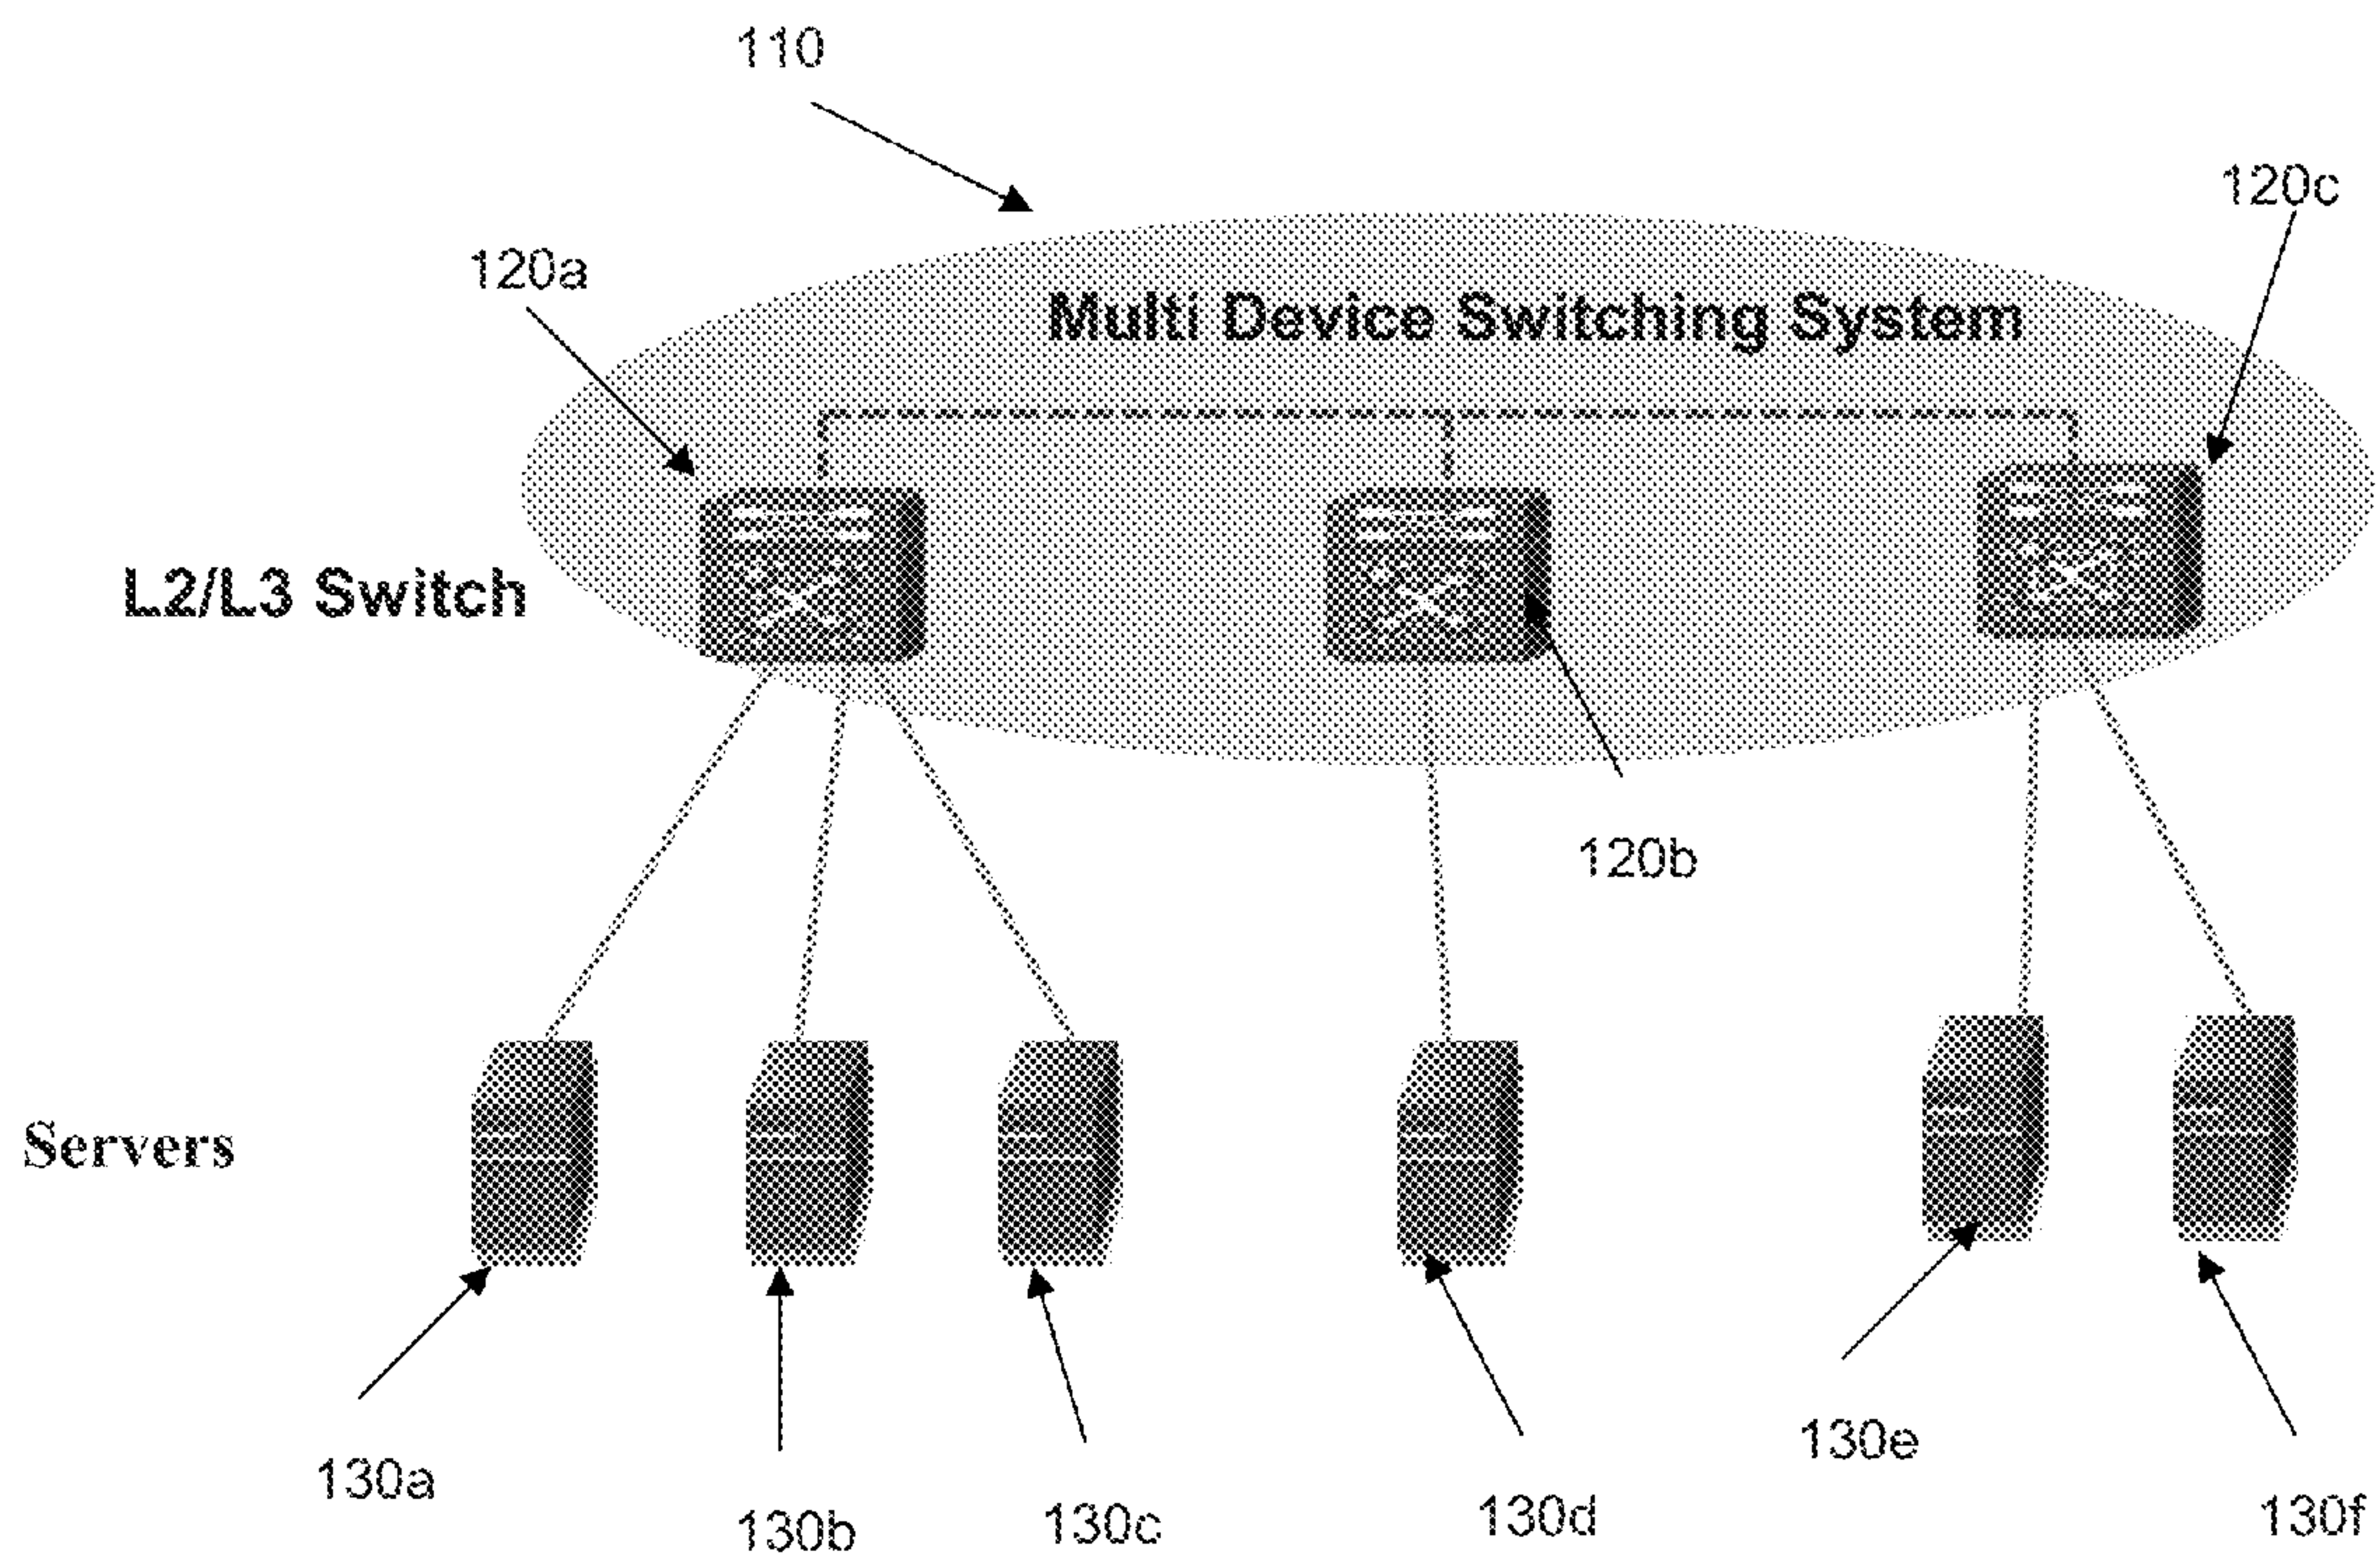 110
120c
120a
Multi Device Switching System
L2/L3 Switch
120b
Servers
130a
130b
130c
130d
130e
130f